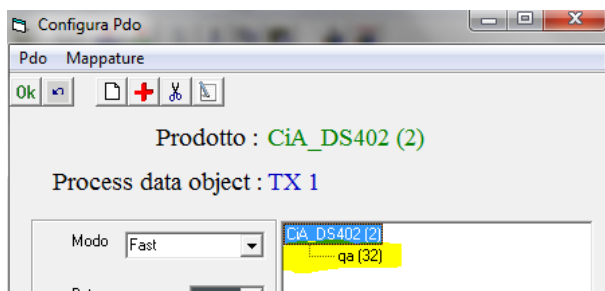 Configura Pdo
Pdo Mappature
Ok
Prodotto : CiA_DS402 (2)
Process data object : TX 1
Modo Fast
CiA_DS402 (2)
qa (32)